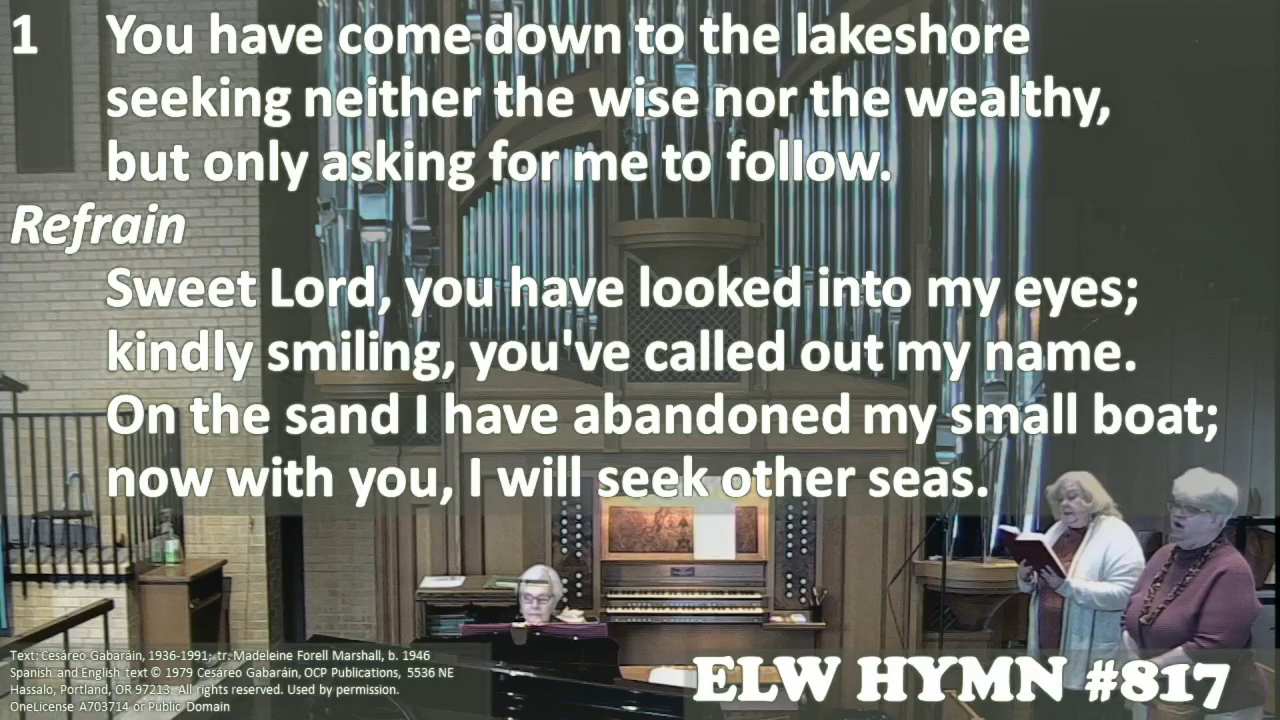 1 You have come down to the lakeshore
seeking neither the wise nor the wealthy,
but only asking for me to follow.
Refrain
Sweet Lord, you have looked into my eyes;
kindly smiling, you've called out my name.
On the sand I have abandoned my small boat;
now with you, I will seek other seas.
Text: Cesáreo Gabaráin, 1936-1991; tr. Madeleine Forell Marshall, b. 1946
Spanish and English text © 1979 Cesáreo Gabaráin, OCP Publications, 5536 NE
Hassalo, Portland, OR 97213. All rights reserved. Used by permission.
OneLicense A703714 or Public Domain
ELW HYMN #817